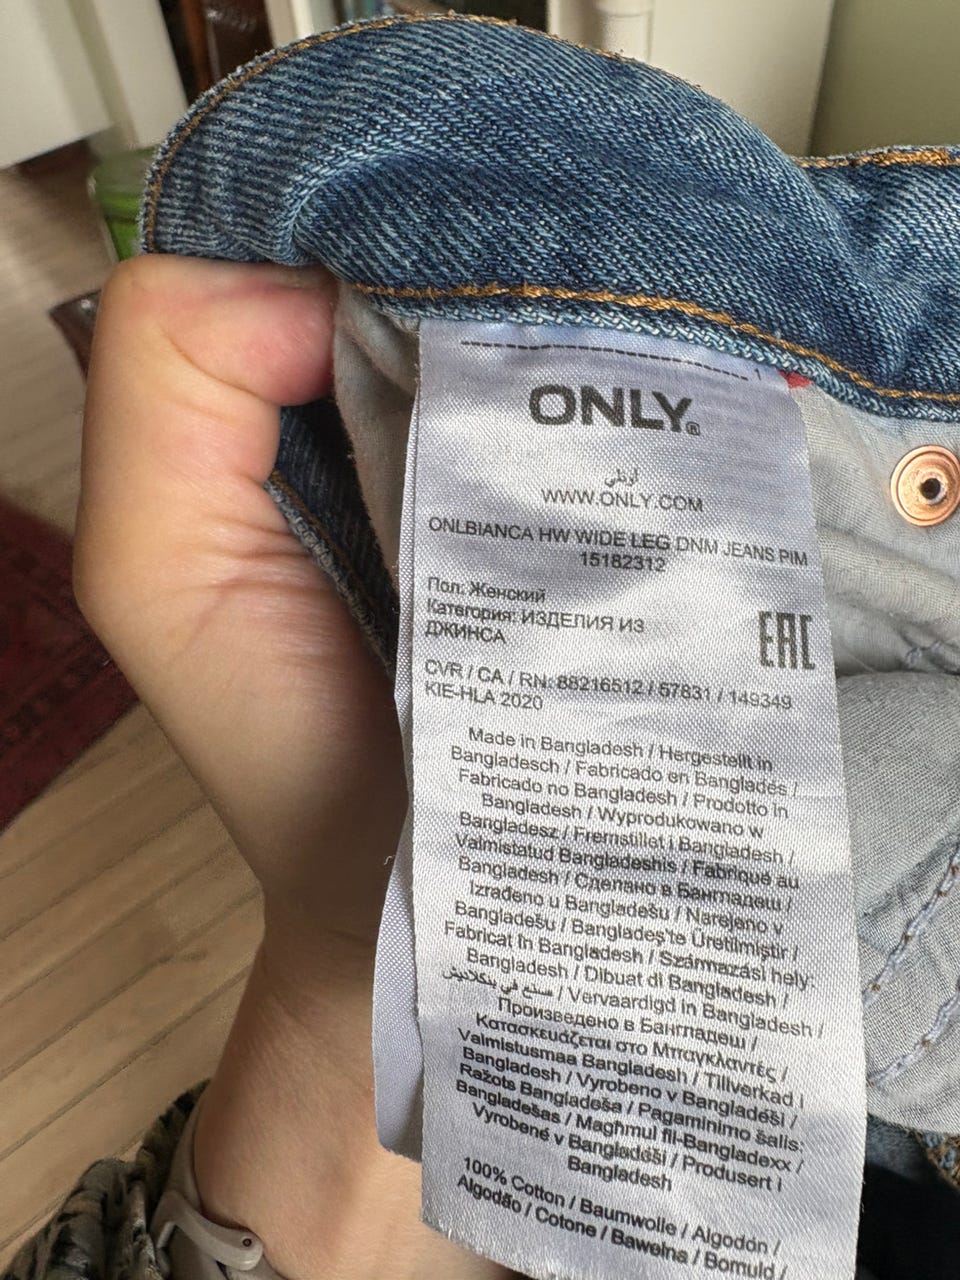 1
ONLY®
أونلي
WWW.ONLY.COM
ONLBIANCA HW WIDE LEG DNM JEANS PIM
15182312
Пол: Женский
Категория: ИЗДЕЛИЯ ИЗ
ДЖИНСА
EAC
CVR / CA / RN: 88216512 / 57831 / 149349
KIE-HLA 2020
Made in Bangladesh / Hergestellt in
Bangladesch / Fabricado en Bangladés /
Fabricado no Bangladesh / Prodotto in
Bangladesh / Wyprodukowano w
Bangladesz / Fremstillet i Bangladesh /
Valmistatud Bangladeshis / Fabrique au
Bangladesh / Сделано в Бангладеш /
Izrađeno u Bangladešu / Narejeno v
Bangladešu / Bangladeş'te Üretilmiştir /
Fabricat în Bangladesh / Származási hely:
Bangladesh / Dibuat di Bangladesh /
صنع في بنغلاديش / Vervaardigd in Bangladesh /
Произведено в Бангладеш /
Κατασκευάζεται στο Μπαγκλαντές /
Valmistusmaa Bangladesh / Tillverkad i
Bangladesh / Vyrobeno v Bangladéši /
Ražots Bangladeša / Pagaminimo šalis:
Bangladešas / Magħmul fil-Bangladexx /
Vyrobené v Bangladéši / Produsert i
Bangladesh
100% Cotton / Baumwolle / Algodón /
Algodão / Cotone / Bawełna / Bomuld /